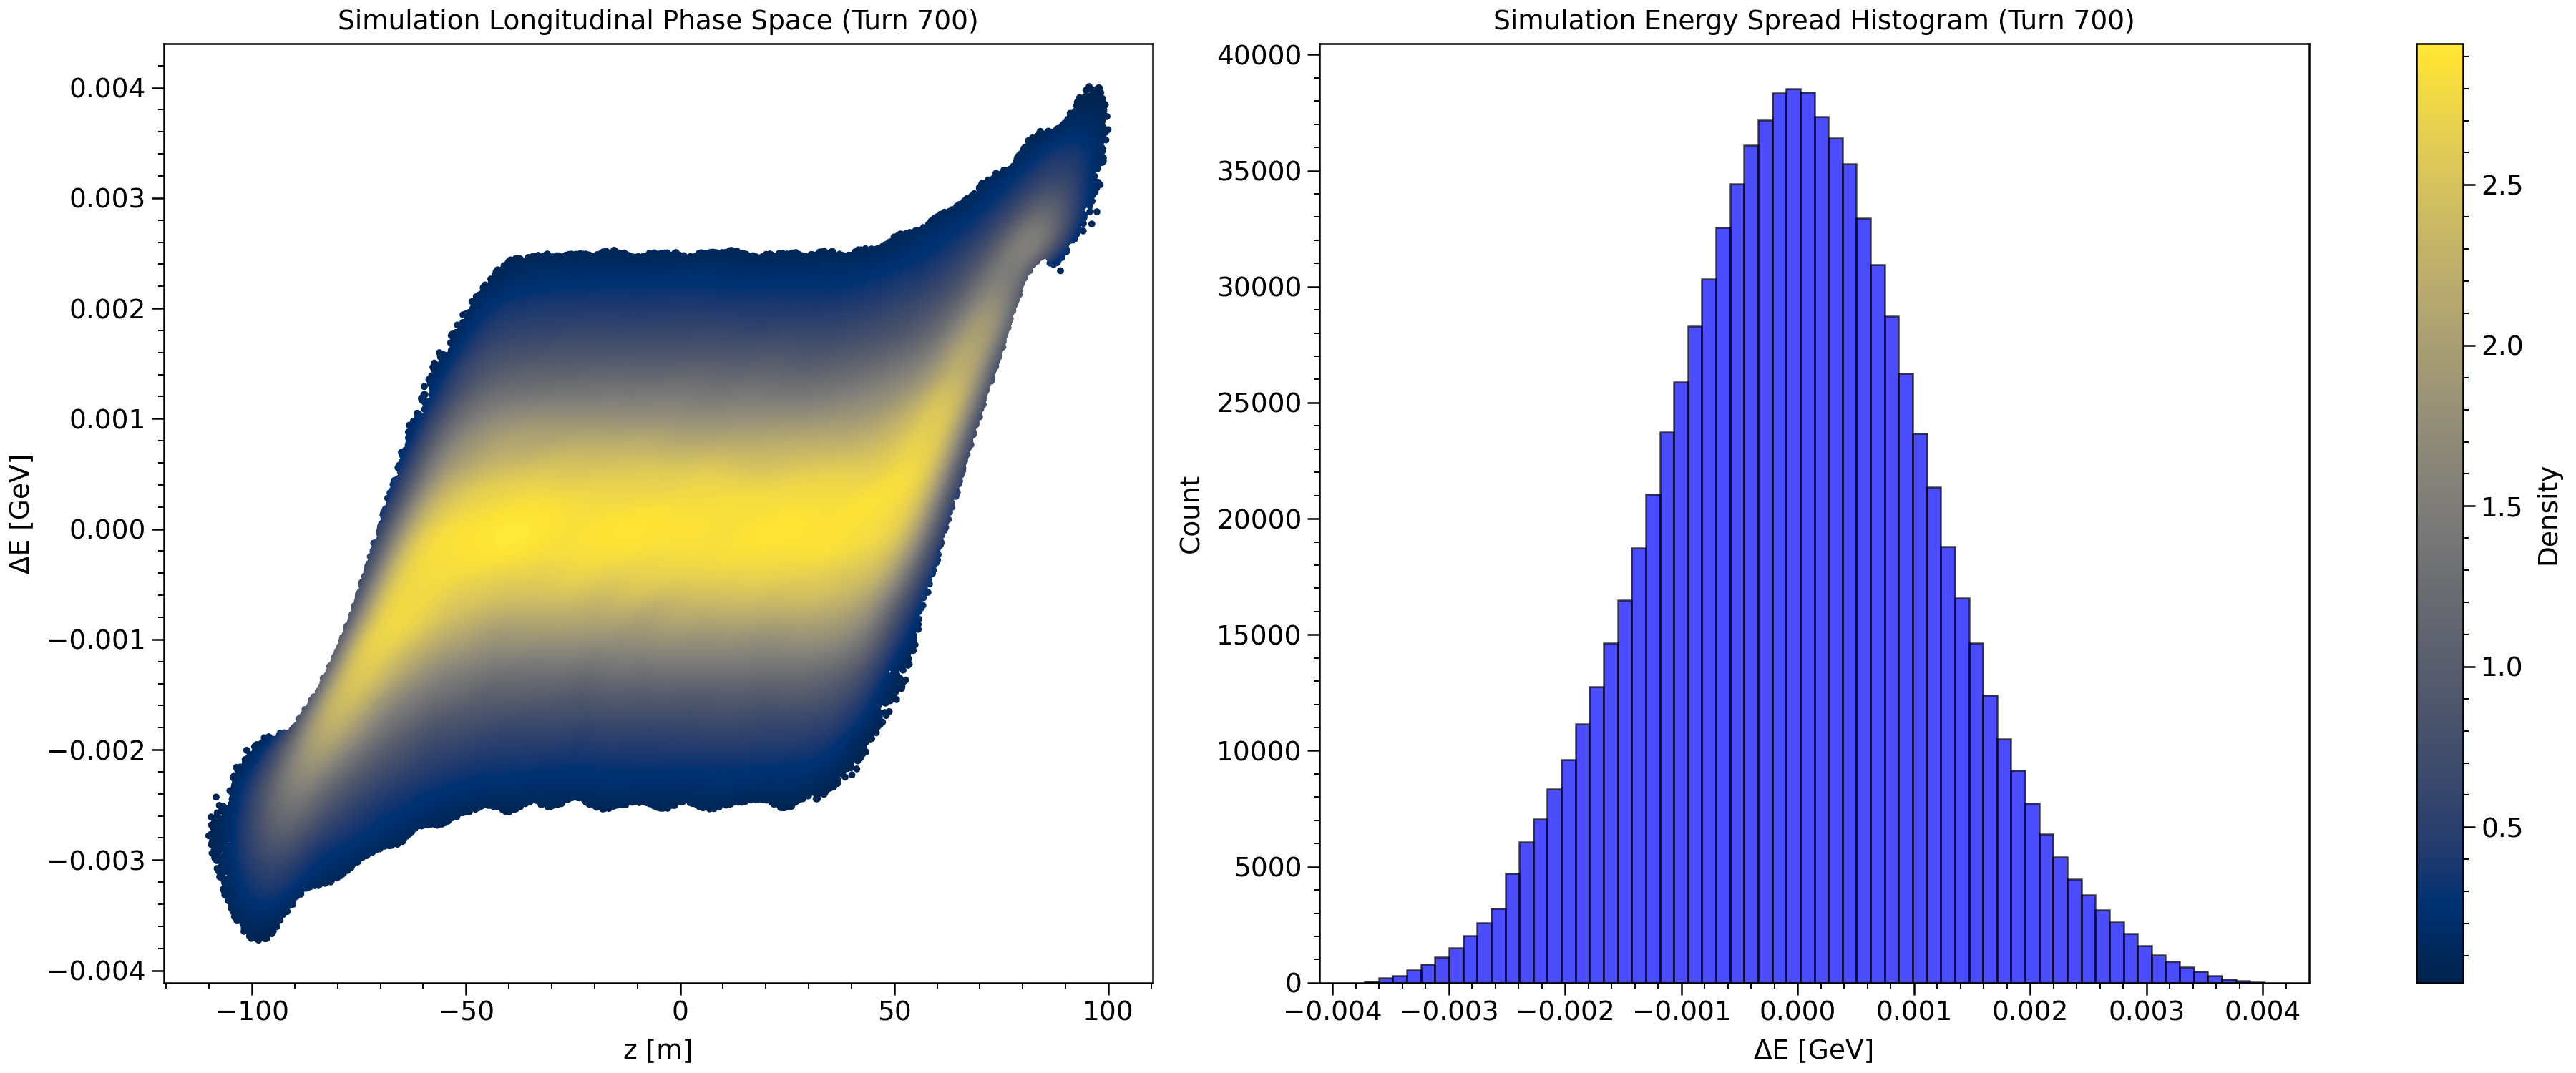 Simulation Longitudinal Phase Space (Turn 700)
ΔE [GeV]
0.004
0.003
0.002
0.001
0.000
−0.001
−0.002
−0.003
−0.004
−100 −50 0 50 100
z [m]
Simulation Energy Spread Histogram (Turn 700)
Count
40000
35000
30000
25000
20000
15000
10000
5000
0
−0.004 −0.003 −0.002 −0.001 0.000 0.001 0.002 0.003 0.004
ΔE [GeV]
2.5
2.0
1.5
1.0
0.5
Density